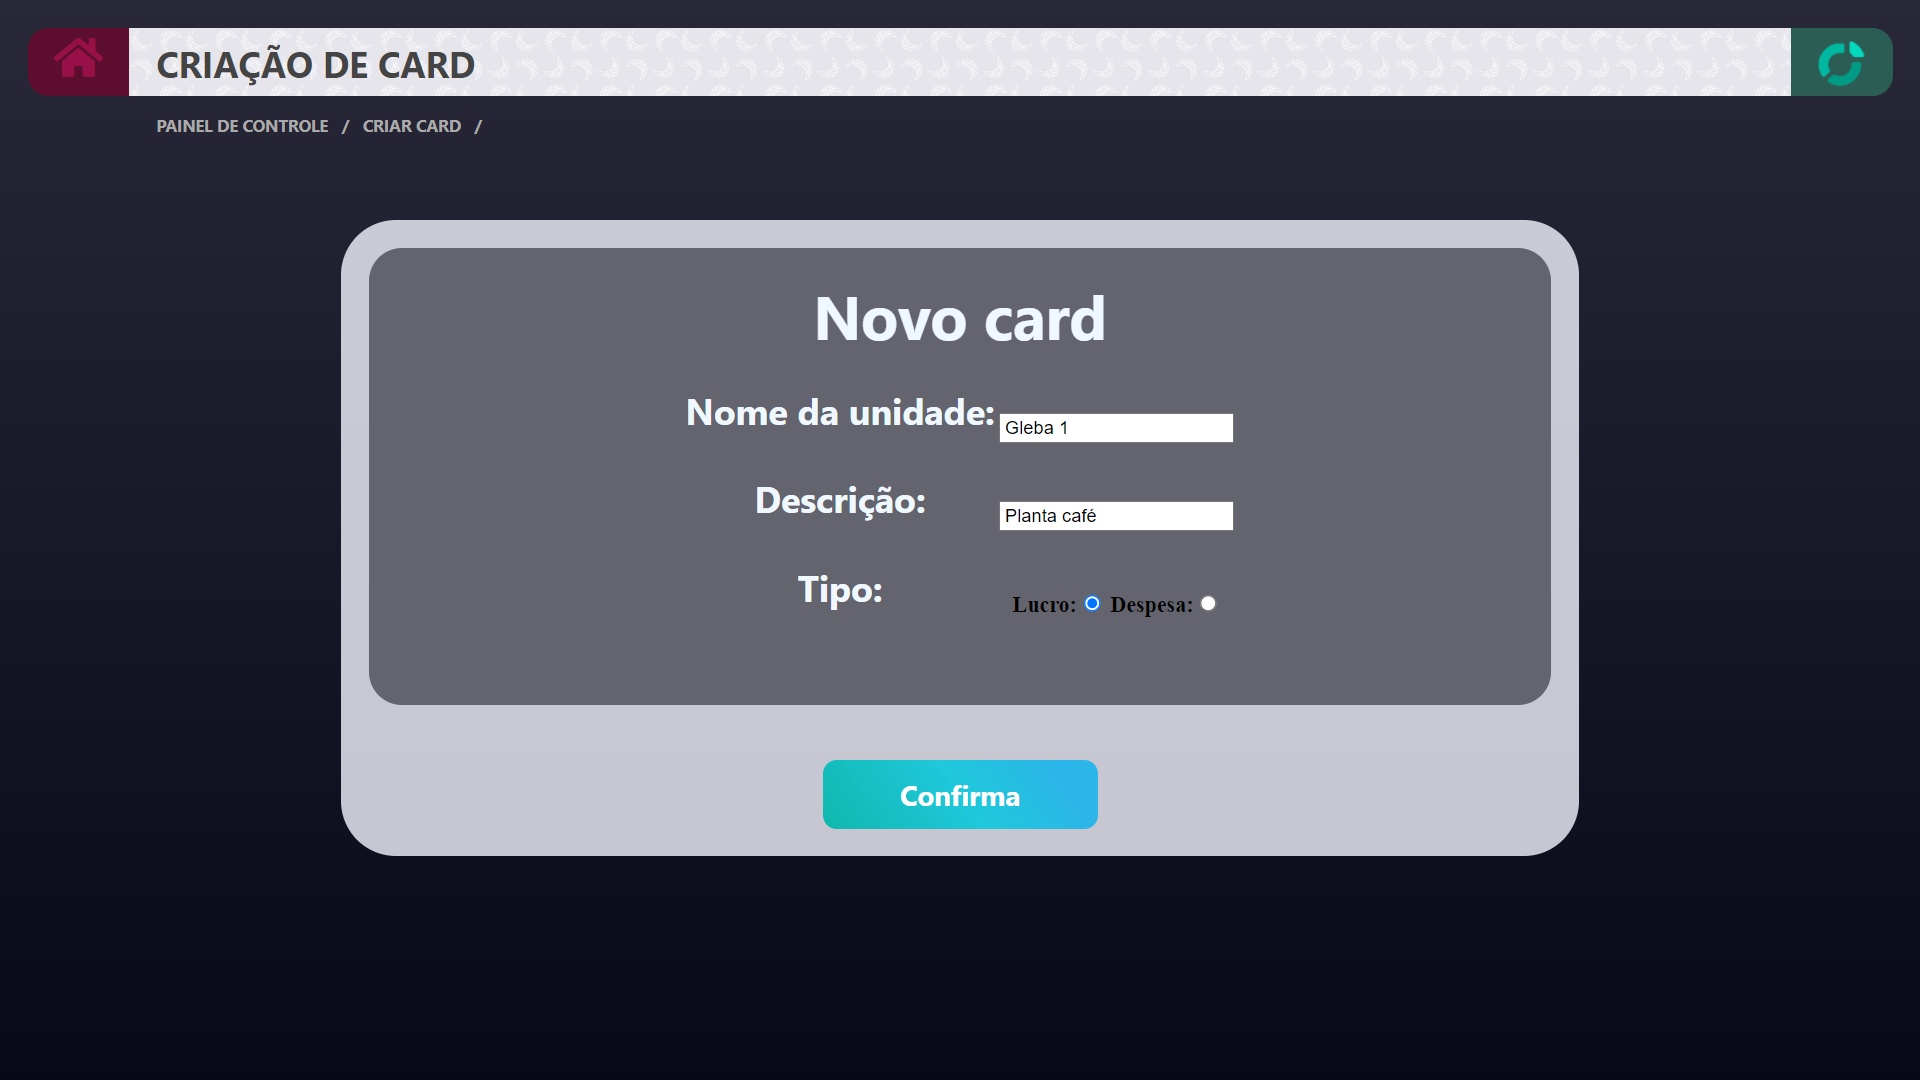 CRIAÇÃO DE CARD
PAINEL DE CONTROLE / CRIAR CARD /
Novo card
Nome da unidade: Gleba 1
Descrição: Planta café
Tipo: Lucro: Despesa:
Confirma